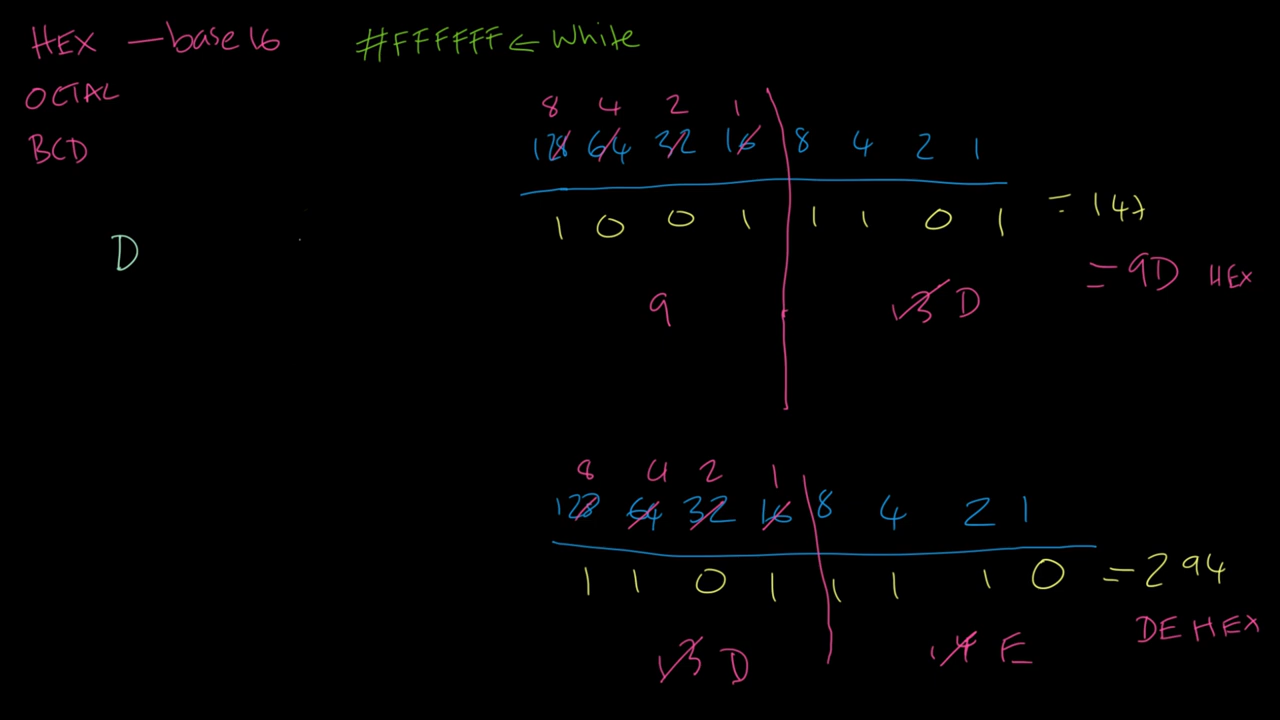 HEX — base 16 #FFFFFF ← White
OCTAL
BCD
8 4 2 1
128 64 32 16 8 4 2 1
1 0 0 1 1 1 0 1 = 147
= 9D HEX
D
9 13 D
8 4 2 1
128 64 32 16 8 4 2 1
1 1 0 1 1 1 1 0 = 294
DE HEX
13 D 14 E